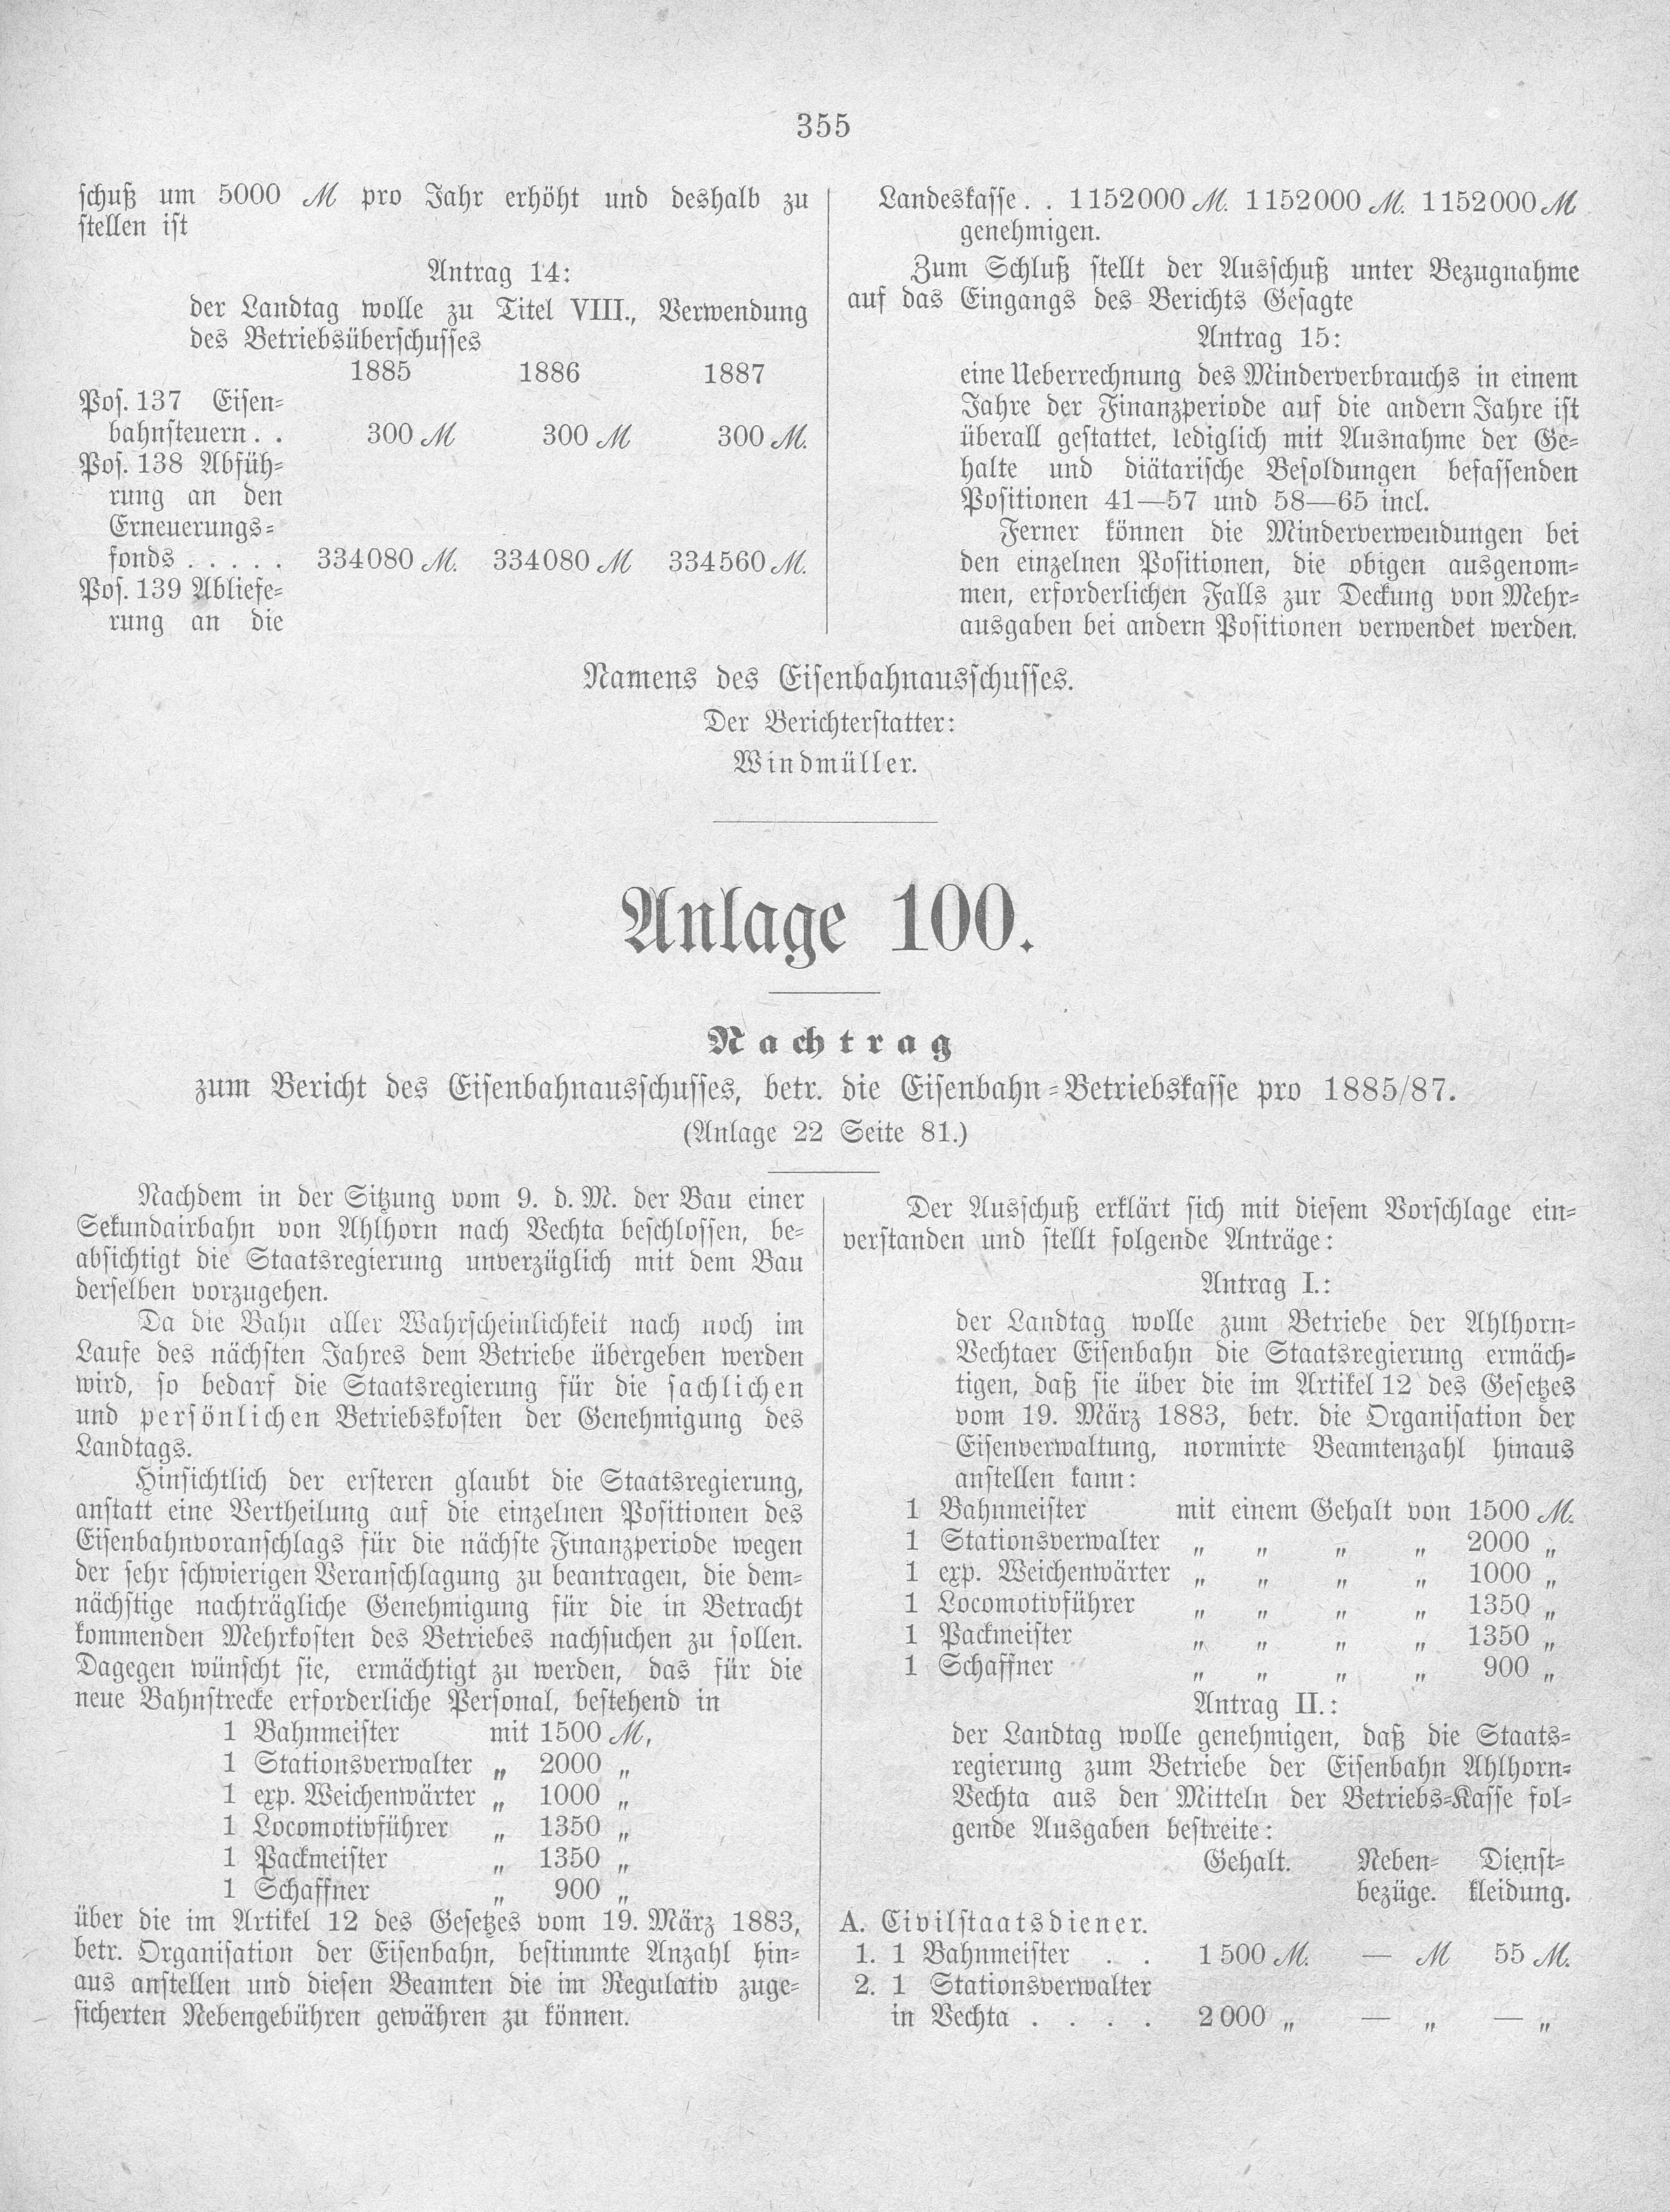 355
schuß um 5000 ℳ pro Jahr erhöht und deshalb zu
stellen ist
Antrag 14:
der Landtag wolle zu Titel VIII., Verwendung
des Betriebsüberschusses
1885 1886 1887
Pos. 137 Eisen=
bahnsteuern . . 300 ℳ 300 ℳ 300 ℳ.
Pos. 138 Abfüh=
rung an den
Erneuerungs=
fonds . . . . . 334080 ℳ. 334080 ℳ 334560 ℳ.
Pos. 139 Abliefe=
rung an die
Landeskasse . . 1152000 ℳ. 1152000 ℳ. 1152000 ℳ
genehmigen.
Zum Schluß stellt der Ausschuß unter Bezugnahme
auf das Eingangs des Berichts Gesagte
Antrag 15:
eine Ueberrechnung des Minderverbrauchs in einem
Jahre der Finanzperiode auf die andern Jahre ist
überall gestattet, lediglich mit Ausnahme der Ge=
halte und diätarische Besoldungen befassenden
Positionen 41—57 und 58—65 incl.
Ferner können die Minderverwendungen bei
den einzelnen Positionen, die obigen ausgenom=
men, erforderlichen Falls zur Deckung von Mehr=
ausgaben bei andern Positionen verwendet werden.
Namens des Eisenbahnausschusses.
Der Berichterstatter:
Windmüller.
Anlage 100.
Nachtrag
zum Bericht des Eisenbahnausschusses, betr. die Eisenbahn=Betriebskasse pro 1885/87.
(Anlage 22 Seite 81.)
Nachdem in der Sitzung vom 9. d. M. der Bau einer
Sekundairbahn von Ahlhorn nach Vechta beschlossen, be=
absichtigt die Staatsregierung unverzüglich mit dem Bau
derselben vorzugehen.
Da die Bahn aller Wahrscheinlichkeit nach noch im
Laufe des nächsten Jahres dem Betriebe übergeben werden
wird, so bedarf die Staatsregierung für die sachlichen
und persönlichen Betriebskosten der Genehmigung des
Landtags.
Hinsichtlich der ersteren glaubt die Staatsregierung,
anstatt eine Vertheilung auf die einzelnen Positionen des
Eisenbahnvoranschlags für die nächste Finanzperiode wegen
der sehr schwierigen Veranschlagung zu beantragen, die dem=
nächstige nachträgliche Genehmigung für die in Betracht
kommenden Mehrkosten des Betriebes nachsuchen zu sollen.
Dagegen wünscht sie, ermächtigt zu werden, das für die
neue Bahnstrecke erforderliche Personal, bestehend in
1 Bahnmeister mit 1500 ℳ,
1 Stationsverwalter „ 2000 „
1 exp. Weichenwärter „ 1000 „
1 Locomotivführer „ 1350 „
1 Packmeister „ 1350 „
1 Schaffner „ 900 „
über die im Artikel 12 des Gesetzes vom 19. März 1883,
betr. Organisation der Eisenbahn, bestimmte Anzahl hin=
aus anstellen und diesen Beamten die im Regulativ zuge=
sicherten Nebengebühren gewähren zu können.
Der Ausschuß erklärt sich mit diesem Vorschlage ein=
verstanden und stellt folgende Anträge:
Antrag I.:
der Landtag wolle zum Betriebe der Ahlhorn=
Vechtaer Eisenbahn die Staatsregierung ermäch=
tigen, daß sie über die im Artikel 12 des Gesetzes
vom 19. März 1883, betr. die Organisation der
Eisenverwaltung, normirte Beamtenzahl hinaus
anstellen kann:
1 Bahnmeister mit einem Gehalt von 1500 ℳ.
1 Stationsverwalter „ „ „ „ 2000 „
1 exp. Weichenwärter „ „ „ „ 1000 „
1 Locomotivführer „ „ „ „ 1350 „
1 Packmeister „ „ „ „ 1350 „
1 Schaffner „ „ „ „ 900 „
Antrag II.:
der Landtag wolle genehmigen, daß die Staats=
regierung zum Betriebe der Eisenbahn Ahlhorn=
Vechta aus den Mitteln der Betriebs=Kasse fol=
gende Ausgaben bestreite:
Gehalt. Neben= Dienst=
bezüge. kleidung.
A. Civilstaatsdiener.
1. 1 Bahnmeister . . 1500 ℳ. — ℳ 55 ℳ.
2. 1 Stationsverwalter
in Vechta . . . . 2000 „ — „ — „